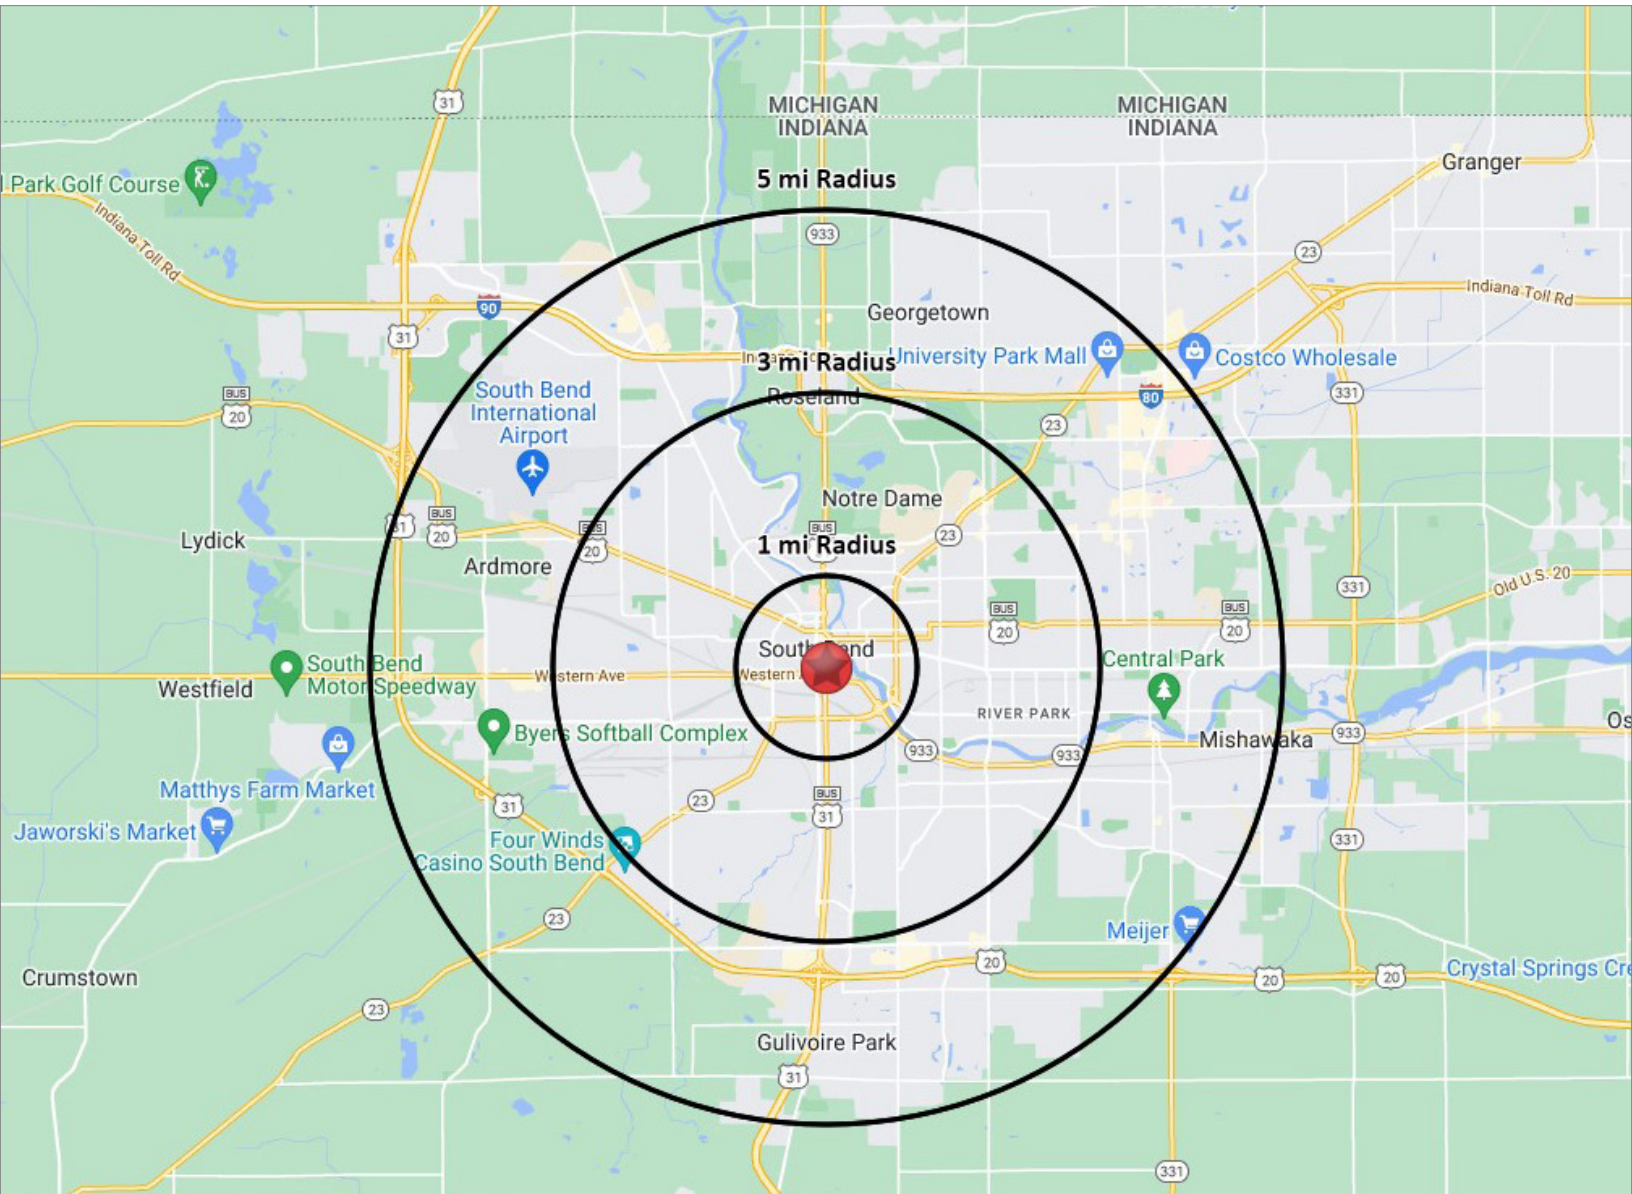 MICHIGAN
INDIANA
MICHIGAN
INDIANA
31
Granger
l Park Golf Course
5 mi Radius
Indiana Toll Rd
933
23
90
Georgetown
Indiana Toll Rd
31
University Park Mall
Costco Wholesale
3 mi Radius
Roseland
80
331
BUS
20
South Bend
International
Airport
23
Notre Dame
BUS
31
BUS
20
BUS
20
BUS
23
Lydick
1 mi Radius
Ardmore
331
Old U.S. 20
BUS
20
BUS
20
South Bend
Central Park
South Bend
Motor Speedway
Western Ave
Western
Westfield
RIVER PARK
Byers Softball Complex
933
933
Mishawaka
933
Os
Matthys Farm Market
31
23
BUS
31
Jaworski's Market
Four Winds
Casino South Bend
331
23
Meijer
20
20
20
Crystal Springs Cre
Crumstown
23
Gulivoire Park
31
331